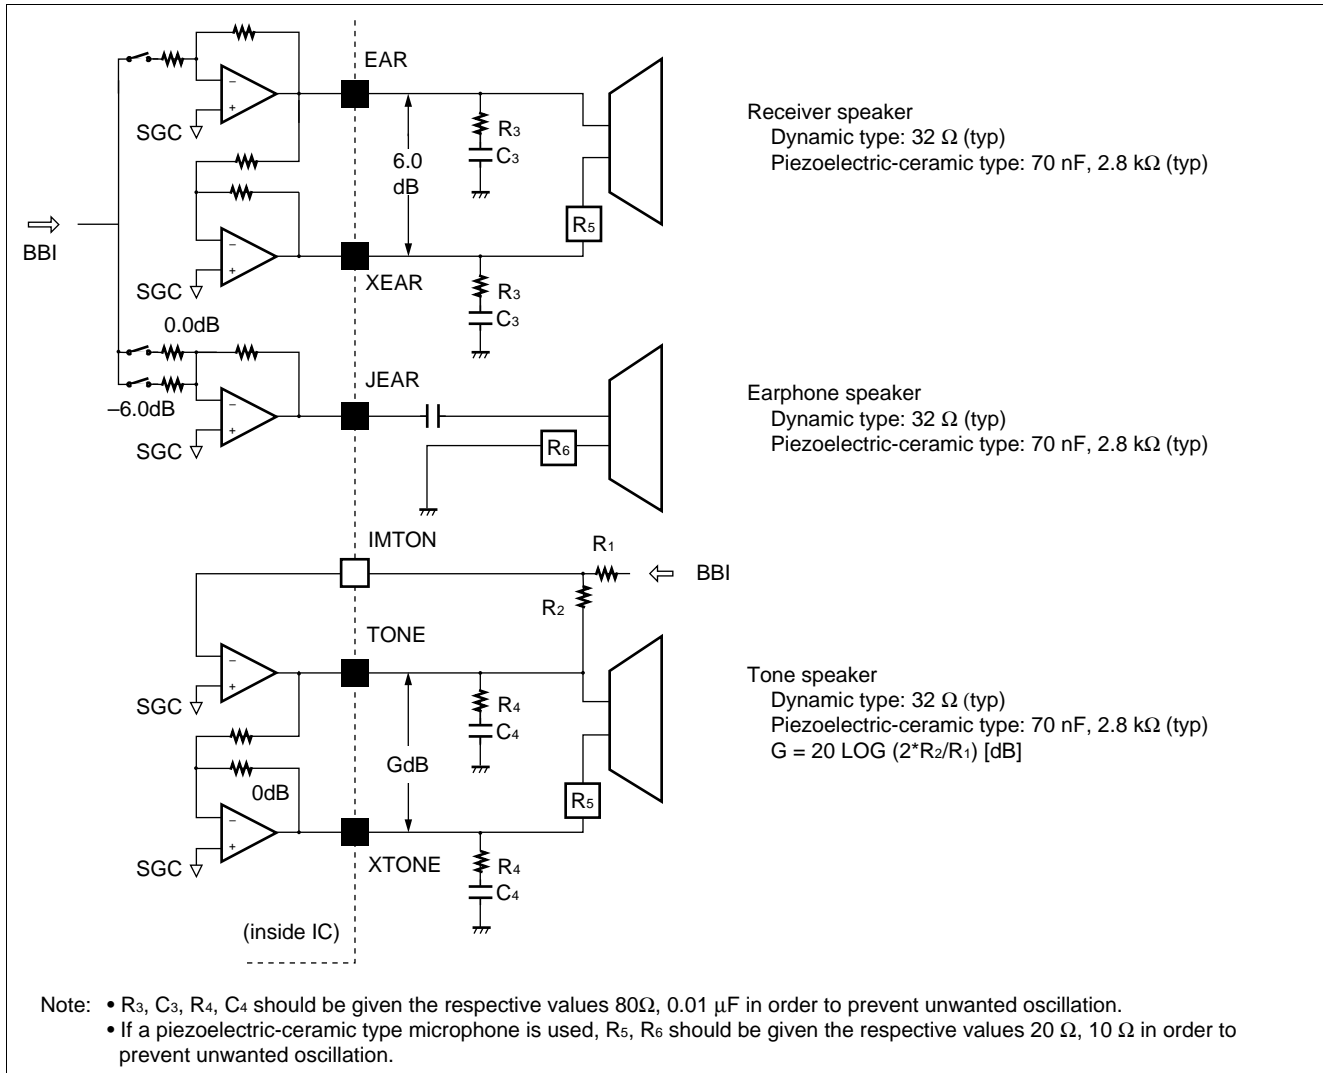 EAR
SGC
R3
C3
6.0
dB
Receiver speaker
Dynamic type: 32 Ω (typ)
Piezoelectric-ceramic type: 70 nF, 2.8 kΩ (typ)
R5
BBI
SGC
XEAR
R3
C3
0.0dB
JEAR
–6.0dB
SGC
R6
Earphone speaker
Dynamic type: 32 Ω (typ)
Piezoelectric-ceramic type: 70 nF, 2.8 kΩ (typ)
IMTON
R1
BBI
R2
TONE
SGC
R4
C4
GdB
Tone speaker
Dynamic type: 32 Ω (typ)
Piezoelectric-ceramic type: 70 nF, 2.8 kΩ (typ)
G = 20 LOG (2*R2/R1) [dB]
0dB
R5
SGC
XTONE
R4
C4
(inside IC)
Note: • R3, C3, R4, C4 should be given the respective values 80Ω, 0.01 μF in order to prevent unwanted oscillation.
• If a piezoelectric-ceramic type microphone is used, R5, R6 should be given the respective values 20 Ω, 10 Ω in order to
prevent unwanted oscillation.